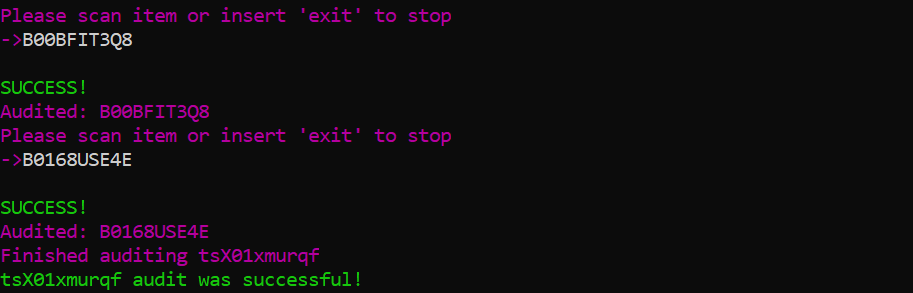 Please scan item or insert 'exit' to stop
->B00BFIT3Q8
SUCCESS!
Audited: B00BFIT3Q8
Please scan item or insert 'exit' to stop
->B0168USE4E
SUCCESS!
Audited: B0168USE4E
Finished auditing tsX01xmurqf
tsX01xmurqf audit was successful!